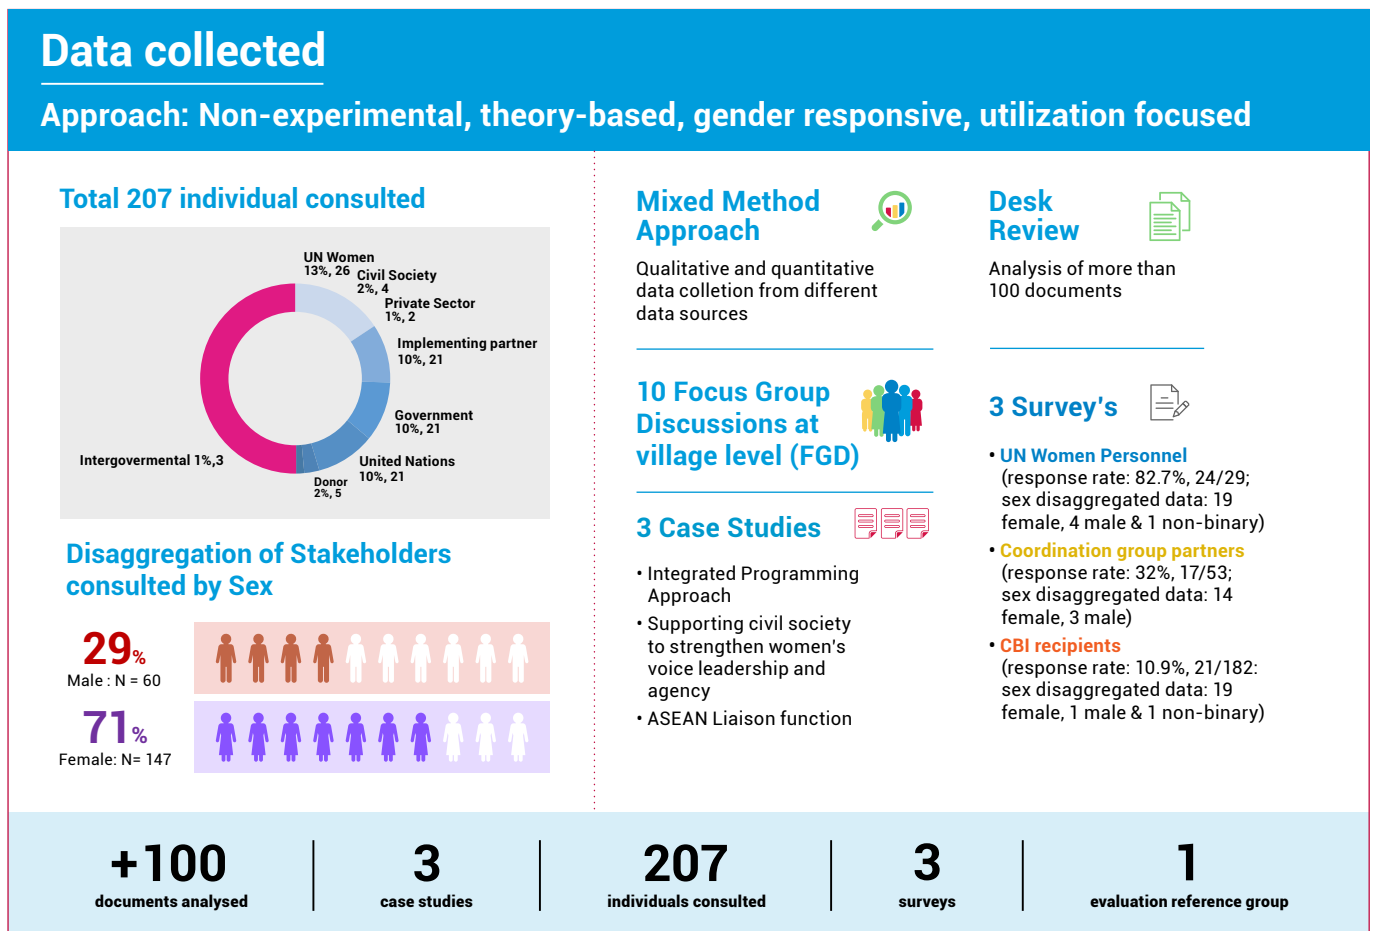 Data collected
Approach: Non-experimental, theory-based, gender responsive, utilization focused
Total 207 individual consulted
UN Women
13%, 26
Civil Society
2%, 4
Private Sector
1%, 2
Implementing partner
10%, 21
Government
10%, 21
United Nations
10%, 21
Donor
2%, 5
Intergovermental 1%,3
Disaggregation of Stakeholders
consulted by Sex
29%
Male : N = 60
71%
Female: N= 147
Mixed Method
Approach
Qualitative and quantitative
data colletion from different
data sources
10 Focus Group
Discussions at
village level (FGD)
3 Case Studies
• Integrated Programming
Approach
• Supporting civil society
to strengthen women's
voice leadership and
agency
• ASEAN Liaison function
Desk
Review
Analysis of more than
100 documents
3 Survey's
• UN Women Personnel
(response rate: 82.7%, 24/29;
sex disaggregated data: 19
female, 4 male & 1 non-binary)
• Coordination group partners
(response rate: 32%, 17/53;
sex disaggregated data: 14
female, 3 male)
• CBI recipients
(response rate: 10.9%, 21/182:
sex disaggregated data: 19
female, 1 male & 1 non-binary)
+100
documents analysed
3
case studies
207
individuals consulted
3
surveys
1
evaluation reference group